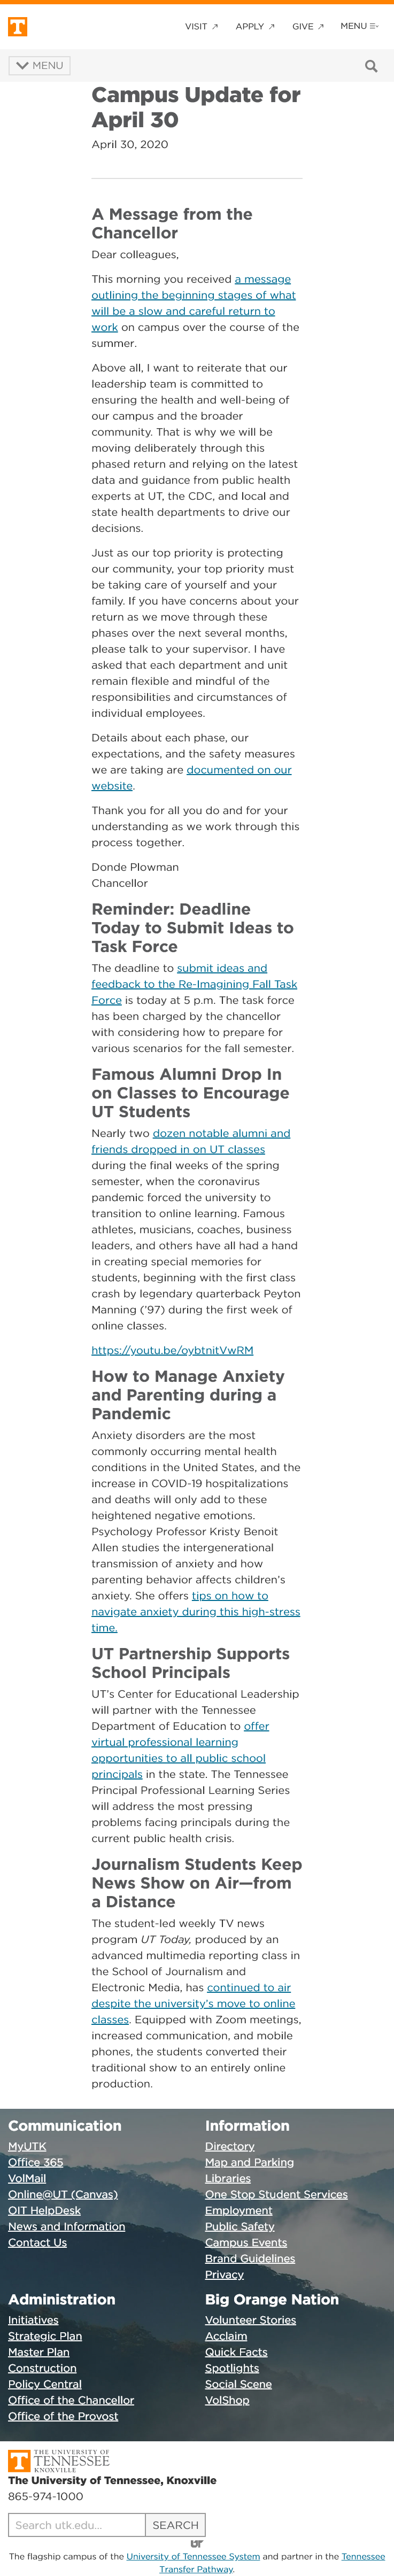 T
VISIT ↗ APPLY ↗ GIVE ↗ MENU
MENU
Campus Update for
April 30
April 30, 2020
A Message from the
Chancellor
Dear colleagues,
This morning you received a message
outlining the beginning stages of what
will be a slow and careful return to
work on campus over the course of the
summer.
Above all, I want to reiterate that our
leadership team is committed to
ensuring the health and well-being of
our campus and the broader
community. That is why we will be
moving deliberately through this
phased return and relying on the latest
data and guidance from public health
experts at UT, the CDC, and local and
state health departments to drive our
decisions.
Just as our top priority is protecting
our community, your top priority must
be taking care of yourself and your
family. If you have concerns about your
return as we move through these
phases over the next several months,
please talk to your supervisor. I have
asked that each department and unit
remain flexible and mindful of the
responsibilities and circumstances of
individual employees.
Details about each phase, our
expectations, and the safety measures
we are taking are documented on our
website.
Thank you for all you do and for your
understanding as we work through this
process together.
Donde Plowman
Chancellor
Reminder: Deadline
Today to Submit Ideas to
Task Force
The deadline to submit ideas and
feedback to the Re-Imagining Fall Task
Force is today at 5 p.m. The task force
has been charged by the chancellor
with considering how to prepare for
various scenarios for the fall semester.
Famous Alumni Drop In
on Classes to Encourage
UT Students
Nearly two dozen notable alumni and
friends dropped in on UT classes
during the final weeks of the spring
semester, when the coronavirus
pandemic forced the university to
transition to online learning. Famous
athletes, musicians, coaches, business
leaders, and others have all had a hand
in creating special memories for
students, beginning with the first class
crash by legendary quarterback Peyton
Manning (’97) during the first week of
online classes.
https://youtu.be/oybtnitVwRM
How to Manage Anxiety
and Parenting during a
Pandemic
Anxiety disorders are the most
commonly occurring mental health
conditions in the United States, and the
increase in COVID-19 hospitalizations
and deaths will only add to these
heightened negative emotions.
Psychology Professor Kristy Benoit
Allen studies the intergenerational
transmission of anxiety and how
parenting behavior affects children’s
anxiety. She offers tips on how to
navigate anxiety during this high-stress
time.
UT Partnership Supports
School Principals
UT’s Center for Educational Leadership
will partner with the Tennessee
Department of Education to offer
virtual professional learning
opportunities to all public school
principals in the state. The Tennessee
Principal Professional Learning Series
will address the most pressing
problems facing principals during the
current public health crisis.
Journalism Students Keep
News Show on Air—from
a Distance
The student-led weekly TV news
program UT Today, produced by an
advanced multimedia reporting class in
the School of Journalism and
Electronic Media, has continued to air
despite the university’s move to online
classes. Equipped with Zoom meetings,
increased communication, and mobile
phones, the students converted their
traditional show to an entirely online
production.
Communication
MyUTK
Office 365
VolMail
Online@UT (Canvas)
OIT HelpDesk
News and Information
Contact Us
Information
Directory
Map and Parking
Libraries
One Stop Student Services
Employment
Public Safety
Campus Events
Brand Guidelines
Privacy
Administration
Initiatives
Strategic Plan
Master Plan
Construction
Policy Central
Office of the Chancellor
Office of the Provost
Big Orange Nation
Volunteer Stories
Acclaim
Quick Facts
Spotlights
Social Scene
VolShop
T
THE UNIVERSITY OF
TENNESSEE
KNOXVILLE
The University of Tennessee, Knoxville
865-974-1000
Search utk.edu... SEARCH
UT
The flagship campus of the University of Tennessee System and partner in the Tennessee
Transfer Pathway.